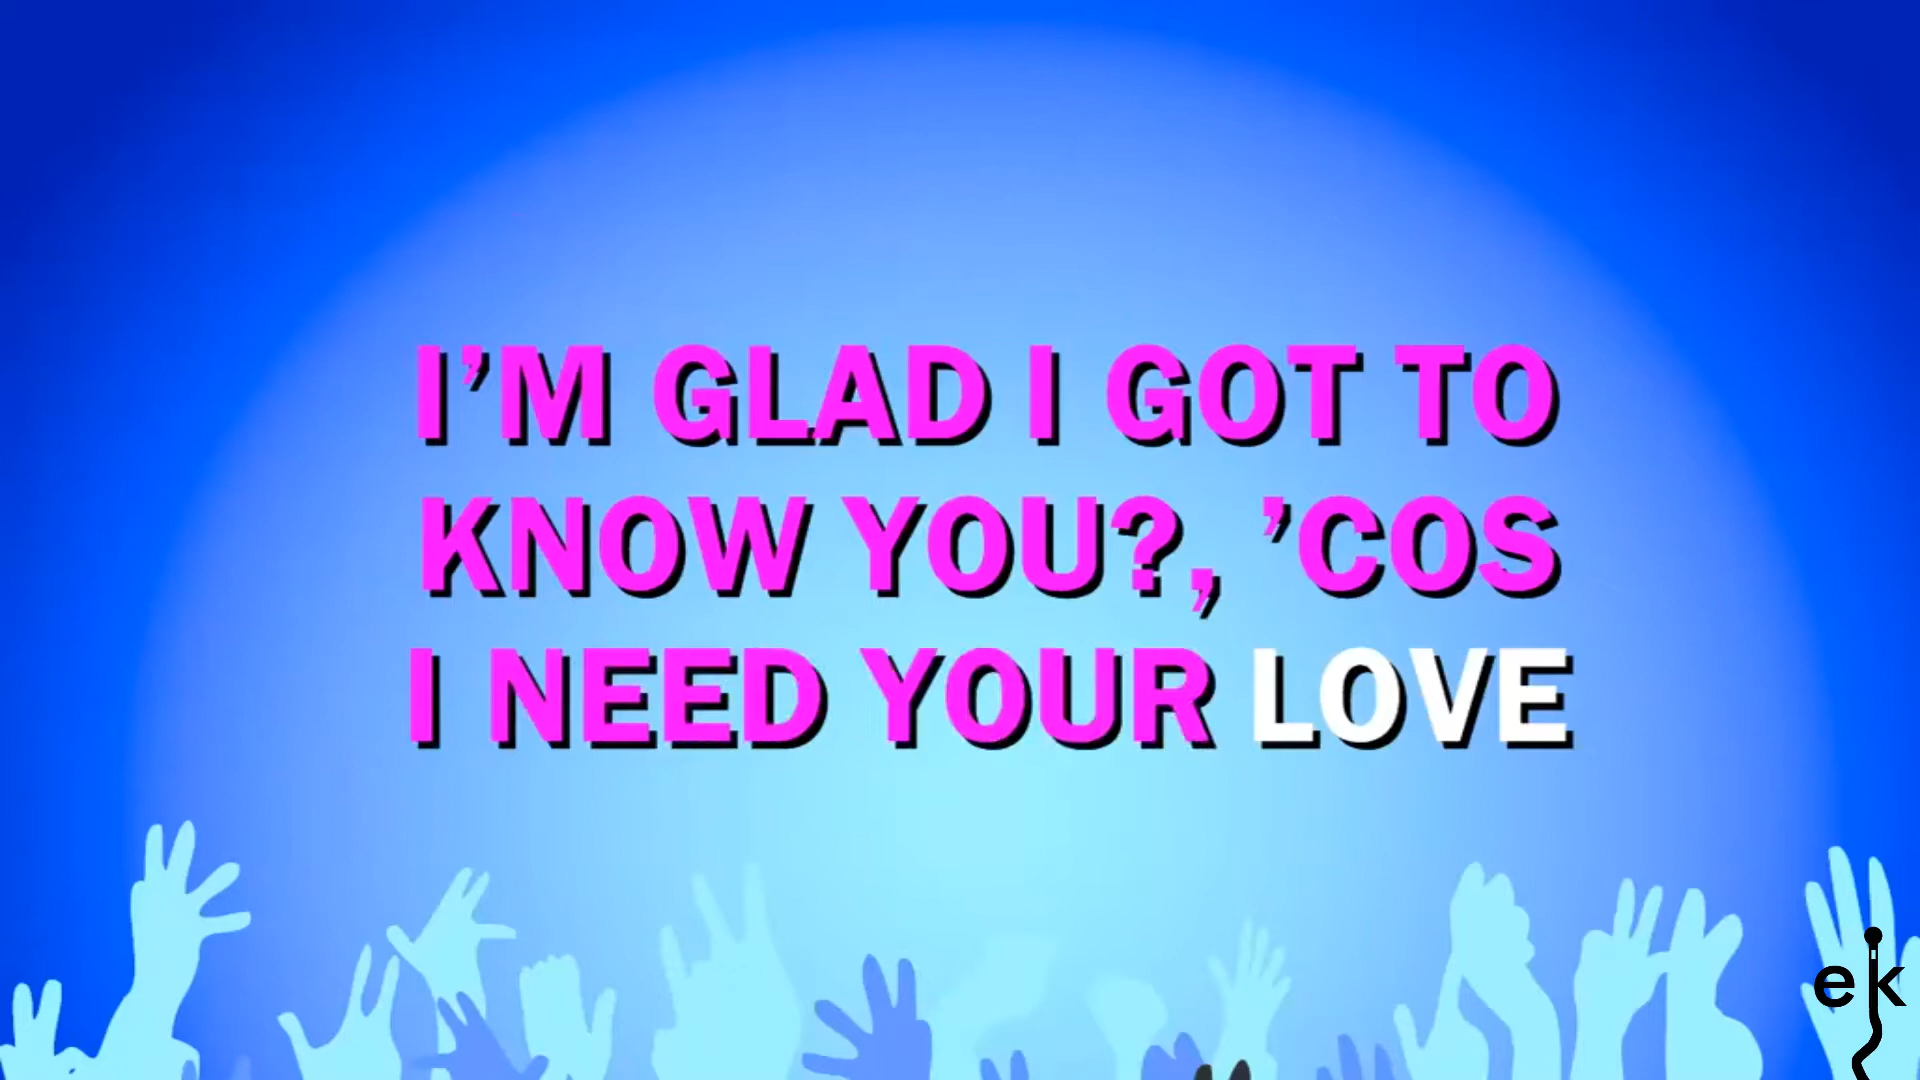 I’M GLAD I GOT TO
KNOW YOU?, ’COS
I NEED YOUR LOVE
ek